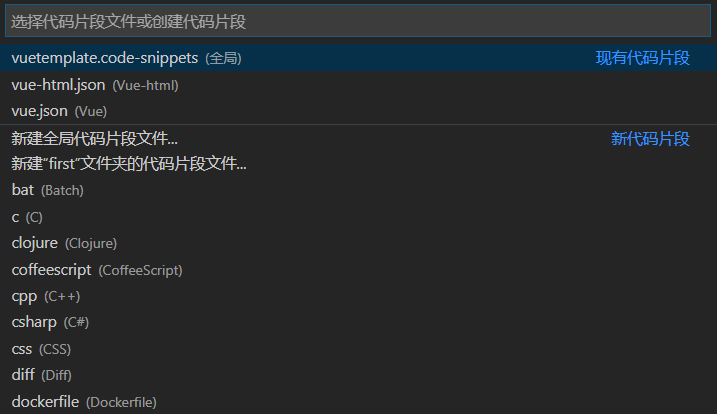 选择代码片段文件或创建代码片段
vuetemplate.code-snippets (全局) 现有代码片段
vue-html.json (Vue-html)
vue.json (Vue)
新建全局代码片段文件... 新代码片段
新建“first”文件夹的代码片段文件...
bat (Batch)
c (C)
clojure (Clojure)
coffeescript (CoffeeScript)
cpp (C++)
csharp (C#)
css (CSS)
diff (Diff)
dockerfile (Dockerfile)